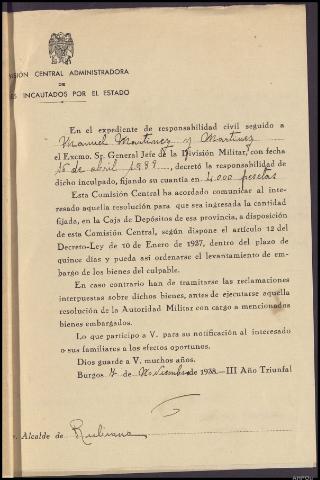 ISIÓN CENTRAL ADMINISTRADORA
DE
ES INCAUTADOS POR EL ESTADO
En el expediente de responsabilidad civil seguido a
Manuel Martinez y Martinez
el Excmo. Sr. General Jefe de la División Militar, con fecha
15 de abril, decretó la responsabilidad de
dicho inculpado, fijando su cuantía en 4.000 pesetas
Esta Comisión Central ha acordado comunicar al inte-
resado aquella resolución para que sea ingresada la cantidad
fijada, en la Caja de Depósitos de esa provincia, a disposición
de esta Comisión Central, según dispone el artículo 12 del
Decreto-Ley de 10 de Enero de 1937, dentro del plazo de
quince días y pueda así ordenarse el levantamiento de em-
bargo de los bienes del culpable.
En caso contrario han de tramitarse las reclamaciones
interpuestas sobre dichos bienes, antes de ejecutarse aquella
resolución de la Autoridad Militar con cargo a mencionados
bienes embargados.
Lo que participo a V. para su notificación al interesado
o sus familiares a los efectos oportunos.
Dios guarde a V. muchos años.
Burgos de Noviembre de 1938.—III Año Triunfal
r. Alcalde de Rubiana